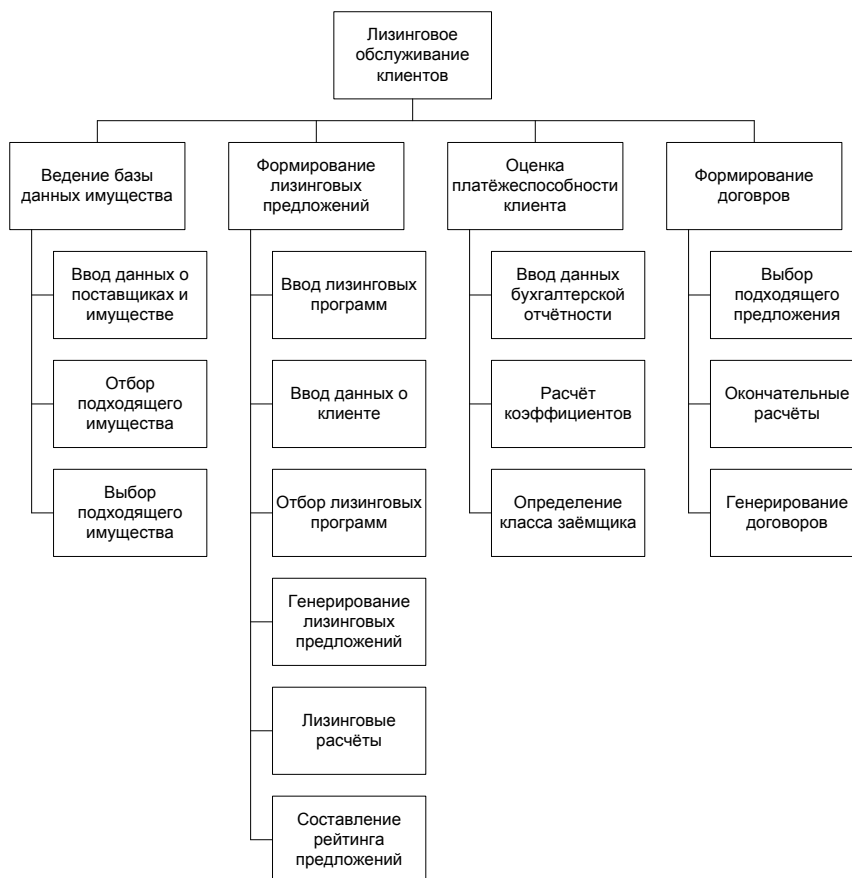 Лизинговое
обслуживание
клиентов
Ведение базы
данных имущества
Формирование
лизинговых
предложений
Оценка
платёжеспособности
клиента
Формирование
договров
Ввод данных о
поставщиках и
имуществе
Ввод лизинговых
программ
Ввод данных
бухгалтерской
отчётности
Выбор
подходящего
предложения
Отбор
подходящего
имущества
Ввод данных о
клиенте
Расчёт
коэффициентов
Окончательные
расчёты
Выбор
подходящего
имущества
Отбор лизинговых
программ
Определение
класса заёмщика
Генерирование
договоров
Генерирование
лизинговых
предложений
Лизинговые
расчёты
Составление
рейтинга
предложений